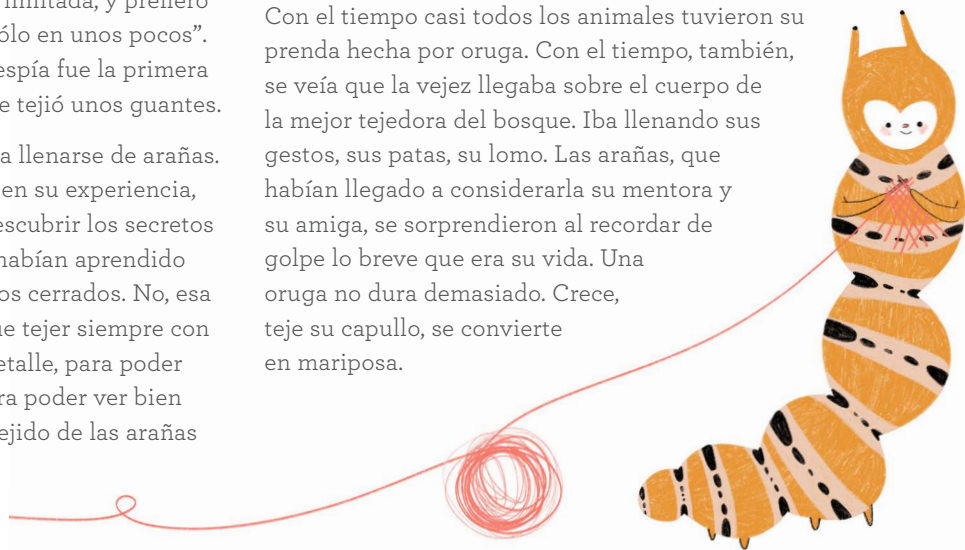 limitada, y prefiero
ólo en unos pocos”.
espía fue la primera
e tejió unos guantes.
a llenarse de arañas.
en su experiencia,
escubrir los secretos
habían aprendido
os cerrados. No, esa
ue tejer siempre con
etalle, para poder
ra poder ver bien
ejido de las arañas
Con el tiempo casi todos los animales tuvieron su
prenda hecha por oruga. Con el tiempo, también,
se veía que la vejez llegaba sobre el cuerpo de
la mejor tejedora del bosque. Iba llenando sus
gestos, sus patas, su lomo. Las arañas, que
habían llegado a considerarla su mentora y
su amiga, se sorprendieron al recordar de
golpe lo breve que era su vida. Una
oruga no dura demasiado. Crece,
teje su capullo, se convierte
en mariposa.